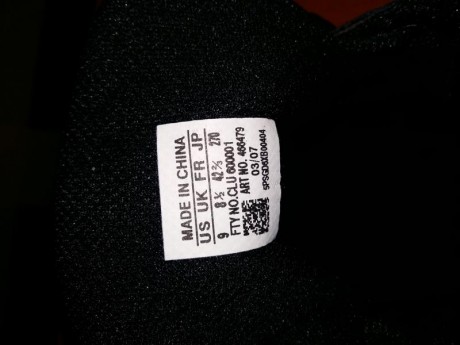 MADE IN CHINA
US UK FR JP
9 8½ 42⅔ 270
FTY NO.CLU 600001
ART NO. 466479
03/07